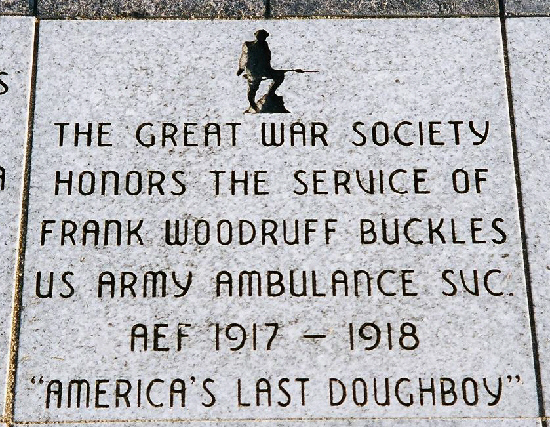 THE GREAT WAR SOCIETY
HONORS THE SERVICE OF
FRANK WOODRUFF BUCKLES
US ARMY AMBULANCE SVC.
AEF 1917 – 1918
"AMERICA'S LAST DOUGHBOY"